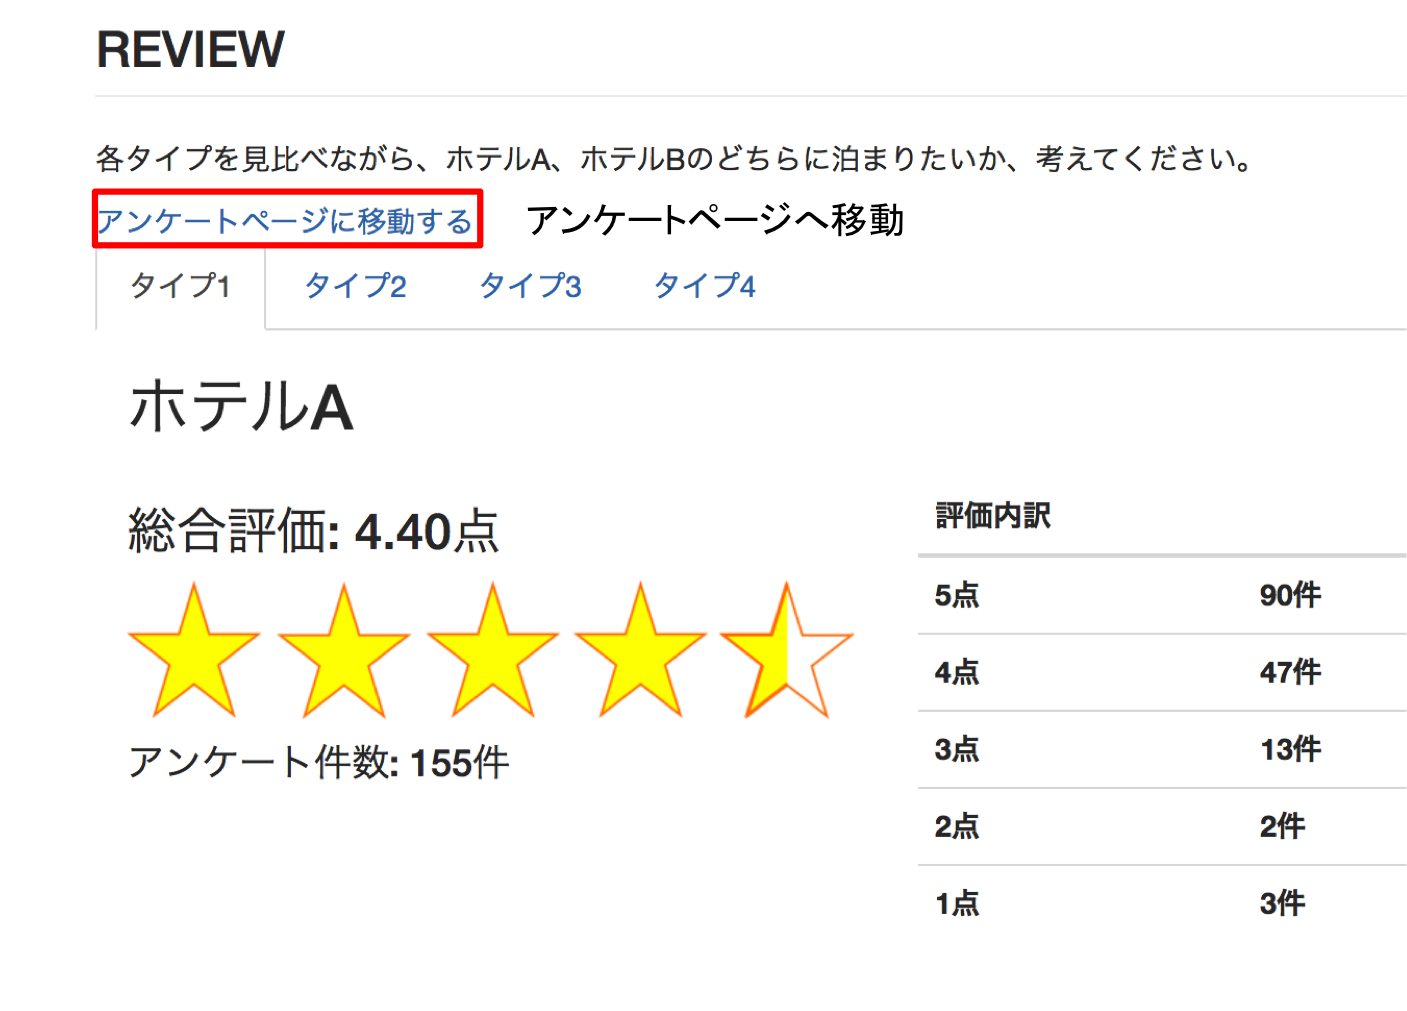 REVIEW
各タイプを見比べながら、ホテルA、ホテルBのどちらに泊まりたいか、考えてください。
アンケートページに移動する アンケートページへ移動
タイプ1 タイプ2 タイプ3 タイプ4
ホテルA
総合評価: 4.40点
アンケート件数: 155件
評価内訳
5点 90件
4点 47件
3点 13件
2点 2件
1点 3件